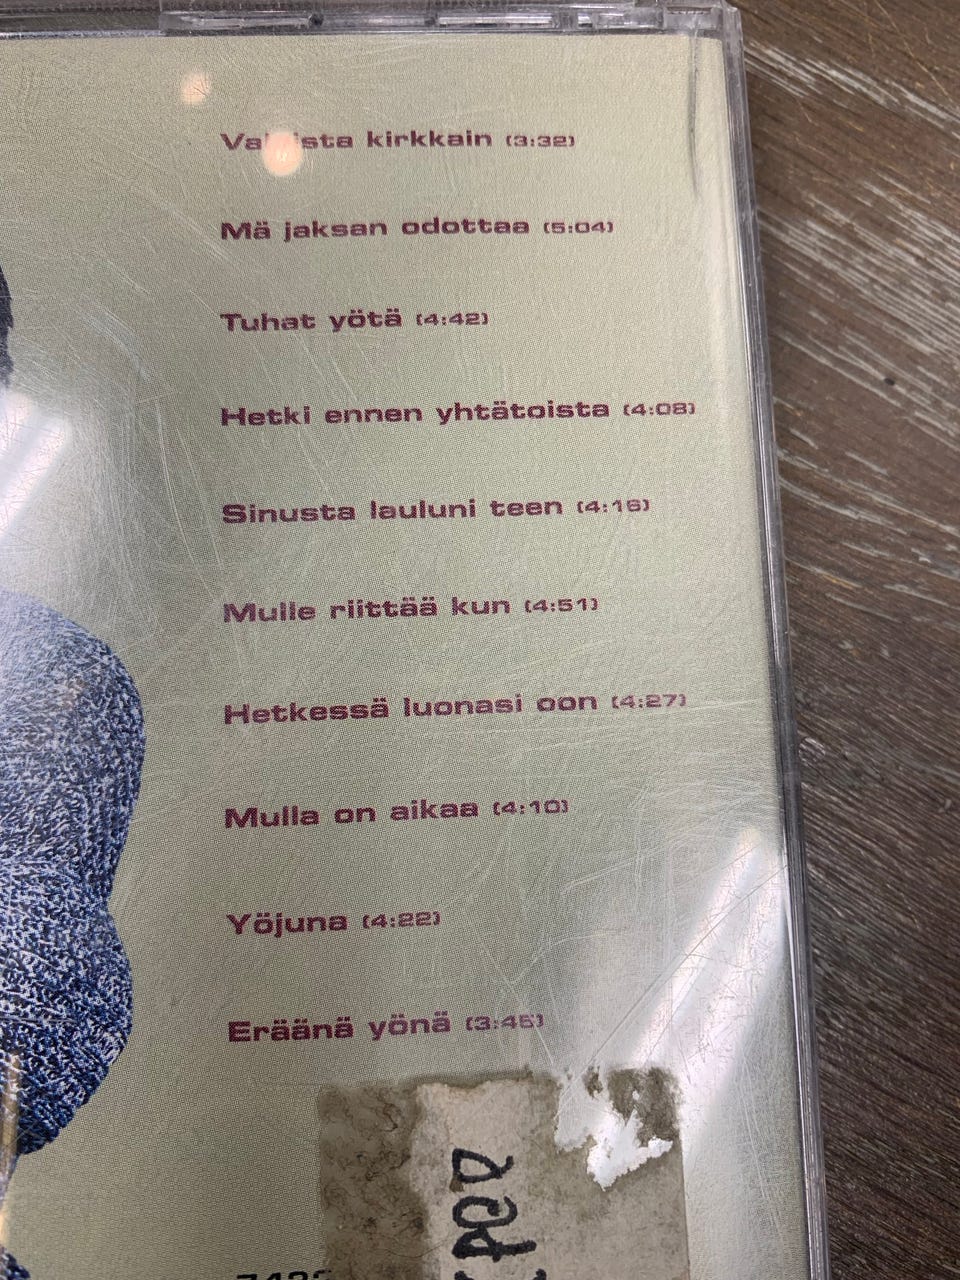 kirkkain (3:32)
Mä jaksan odottaa (5:04)
Tuhat yötä (4:42)
Hetki ennen yhtätoista (4:08)
Sinusta lauluni teen (4:16)
Mulle riittää kun (4:51)
Hetkessä luonasi oon (4:27)
Mulla on aikaa (4:10)
Yöjuna (4:22)
Eräänä yönä (3:45)